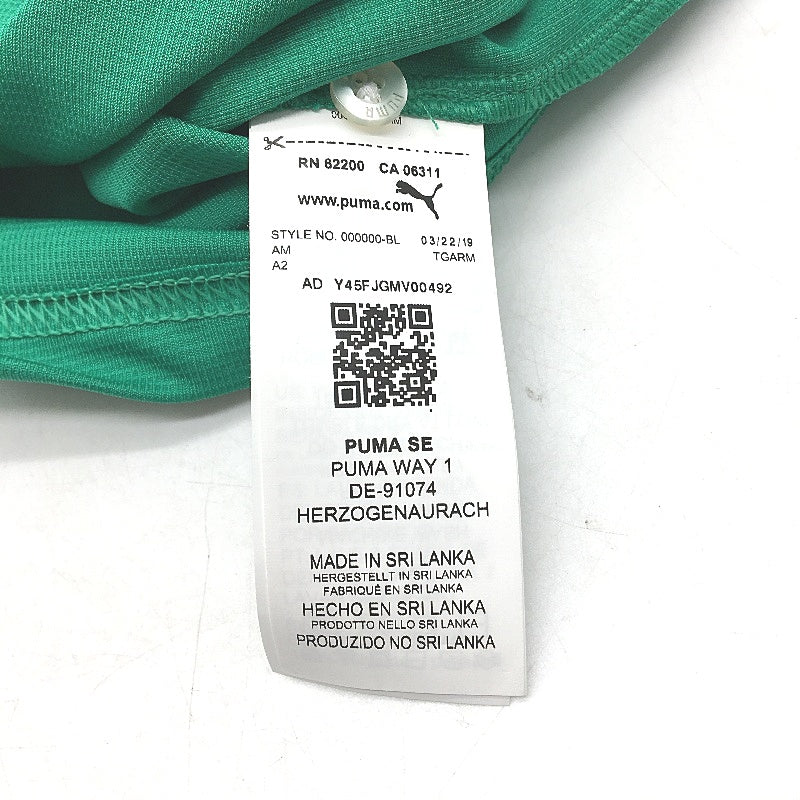 PUMA
RN 62200 CA 06311
www.puma.com
STYLE NO. 000000-BL 03/22/19
AM TGARM
A2
AD Y45FJGMV00492
PUMA SE
PUMA WAY 1
DE-91074
HERZOGENAURACH
MADE IN SRI LANKA
HERGESTELLT IN SRI LANKA
FABRIQUÉ EN SRI LANKA
HECHO EN SRI LANKA
PRODOTTO NELLO SRI LANKA
PRODUZIDO NO SRI LANKA